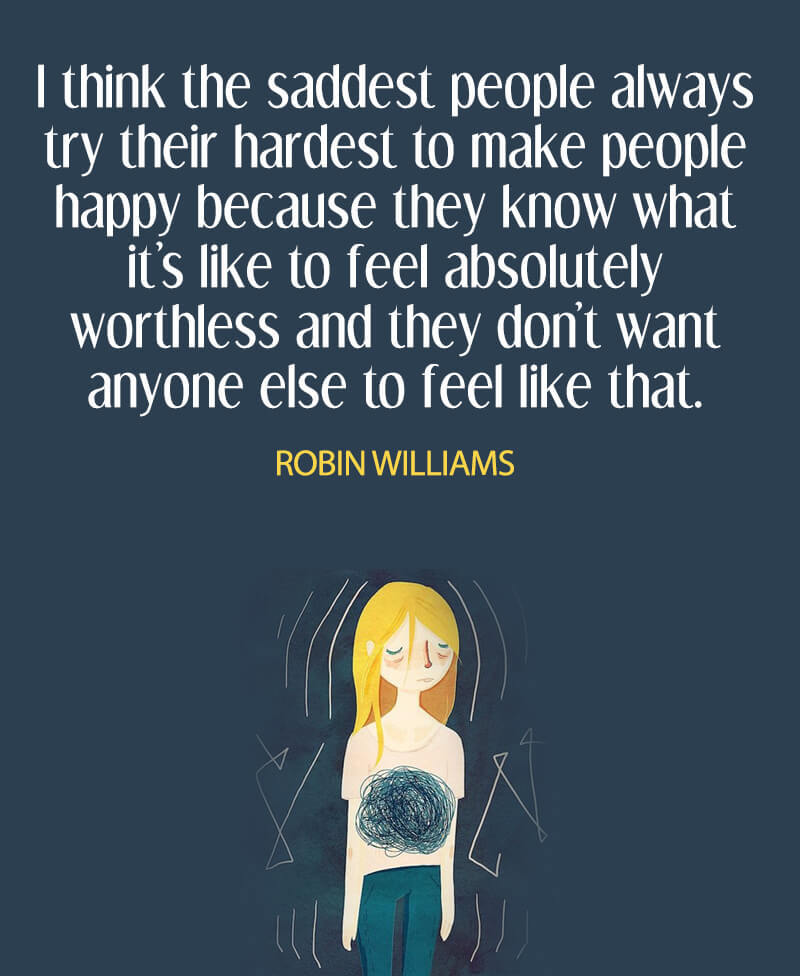 I think the saddest people always
try their hardest to make people
happy because they know what
it's like to feel absolutely
worthless and they don't want
anyone else to feel like that.
ROBIN WILLIAMS